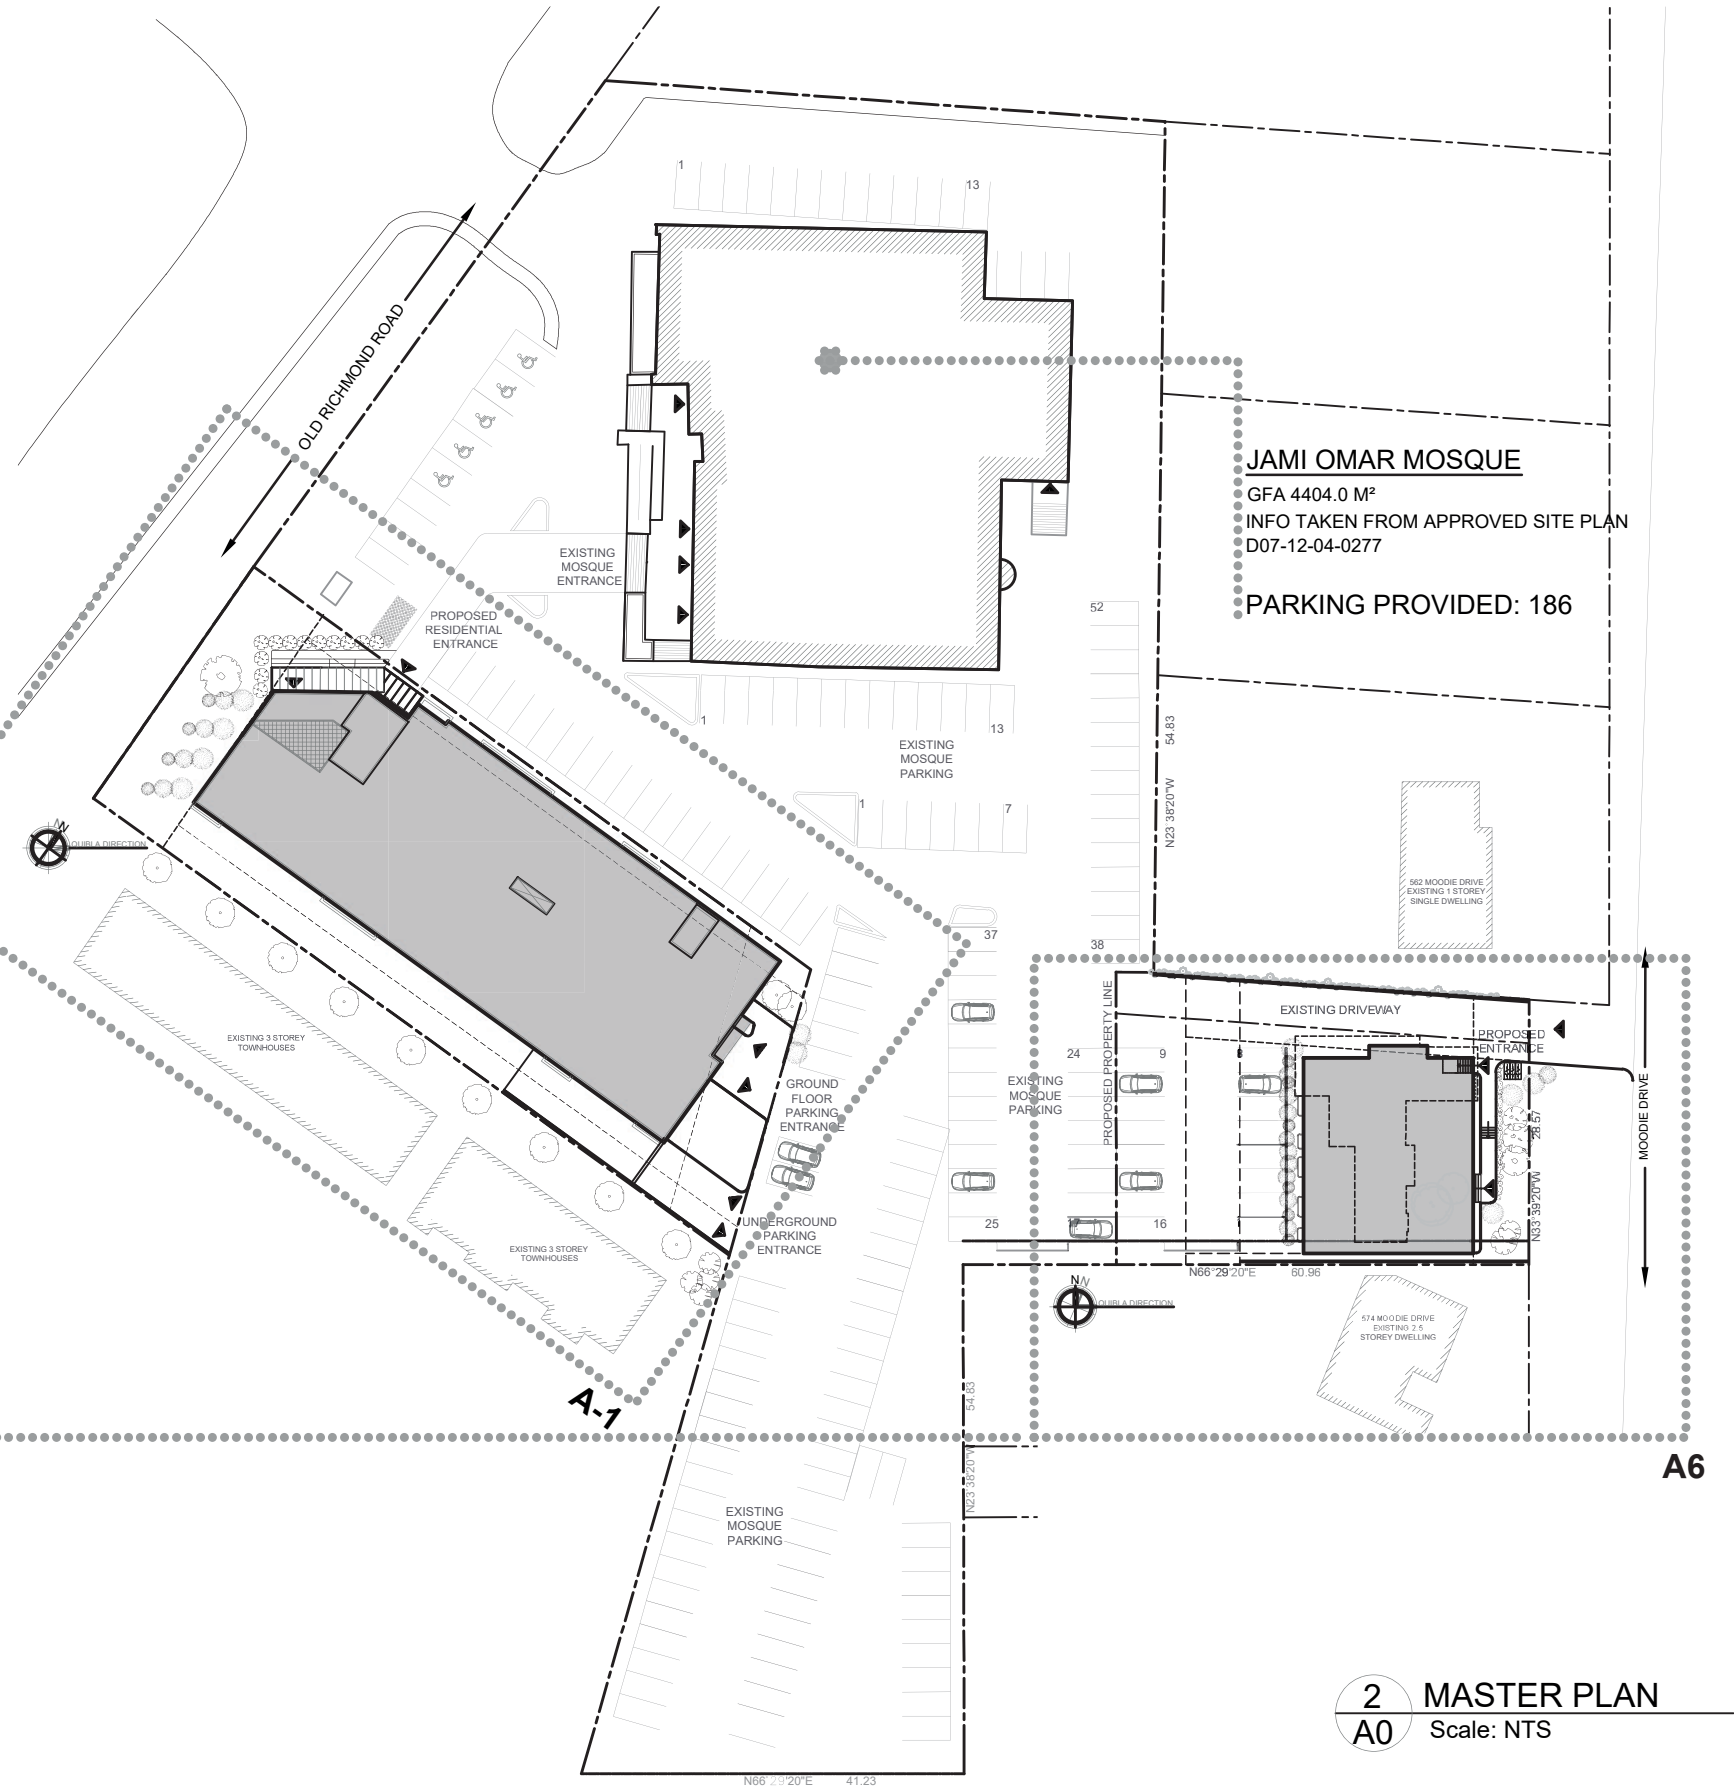 1
13
OLD RICHMOND ROAD
JAMI OMAR MOSQUE
GFA 4404.0 M²
INFO TAKEN FROM APPROVED SITE PLAN
D07-12-04-0277
PARKING PROVIDED: 186
EXISTING
MOSQUE
ENTRANCE
PROPOSED
RESIDENTIAL
ENTRANCE
52
1
13
EXISTING
MOSQUE
PARKING
54.83
N23°38'20"W
1
7
N
QUIBLA DIRECTION
562 MOODIE DRIVE
EXISTING 1 STOREY
SINGLE DWELLING
37
38
EXISTING 3 STOREY
TOWNHOUSES
PROPOSED PROPERTY LINE
EXISTING DRIVEWAY
PROPOSED
ENTRANCE
24
9
8
EXISTING
MOSQUE
PARKING
GROUND
FLOOR
PARKING
ENTRANCE
MOODIE DRIVE
28.57
N33°39'20"W
25
17
16
UNDERGROUND
PARKING
ENTRANCE
EXISTING 3 STOREY
TOWNHOUSES
N66°29'20"E 60.96
N
QUIBLA DIRECTION
574 MOODIE DRIVE
EXISTING 2.5
STOREY DWELLING
A-1
54.83
N23°38'20"W
A6
EXISTING
MOSQUE
PARKING
2
A0
MASTER PLAN
Scale: NTS
N66°29'20"E 41.23